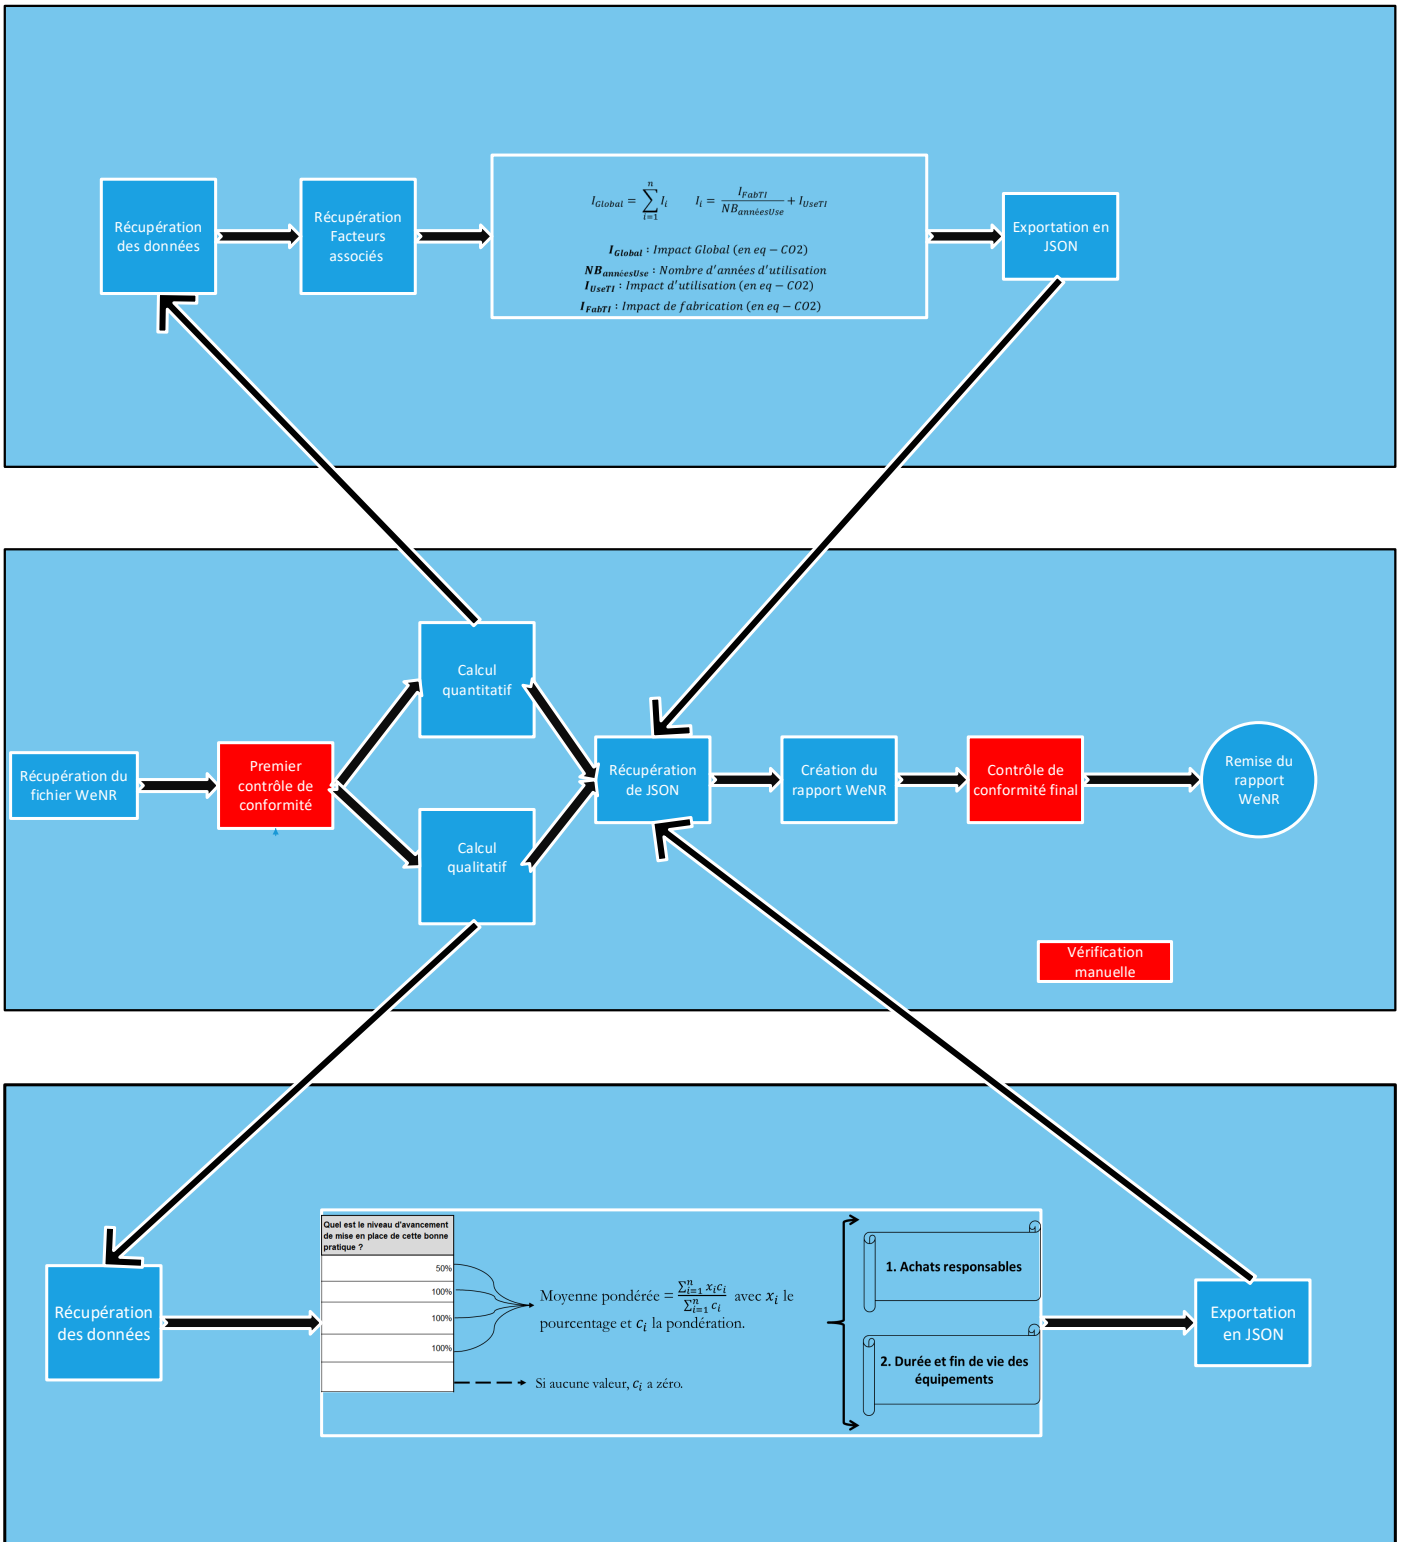 Récupération
des données
Récupération
Facteurs
associés
I_Global = ∑_{i=1}^{n} I_i    I_i = I_FabTI / NB_annéesUse + I_UseTI
I_Global : Impact Global (en eq − CO2)
NB_annéesUse : Nombre d'années d'utilisation
I_UseTI : Impact d'utilisation (en eq − CO2)
I_FabTI : Impact de fabrication (en eq − CO2)
Exportation en
JSON
Récupération du
fichier WeNR
Premier
contrôle de
conformité
Calcul
quantitatif
Calcul
qualitatif
Récupération
de JSON
Création du
rapport WeNR
Contrôle de
conformité final
Remise du
rapport
WeNR
Vérification
manuelle
Récupération
des données
Quel est le niveau d'avancement
de mise en place de cette bonne
pratique ?
50%
100%
100%
100%
Moyenne pondérée = ∑_{i=1}^{n} x_i c_i / ∑_{i=1}^{n} c_i avec x_i le
pourcentage et c_i la pondération.
Si aucune valeur, c_i a zéro.
1. Achats responsables
2. Durée et fin de vie des
équipements
Exportation
en JSON